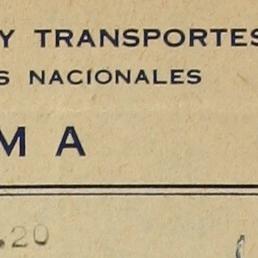 Y TRANSPORTES
S NACIONALES
M A
.20